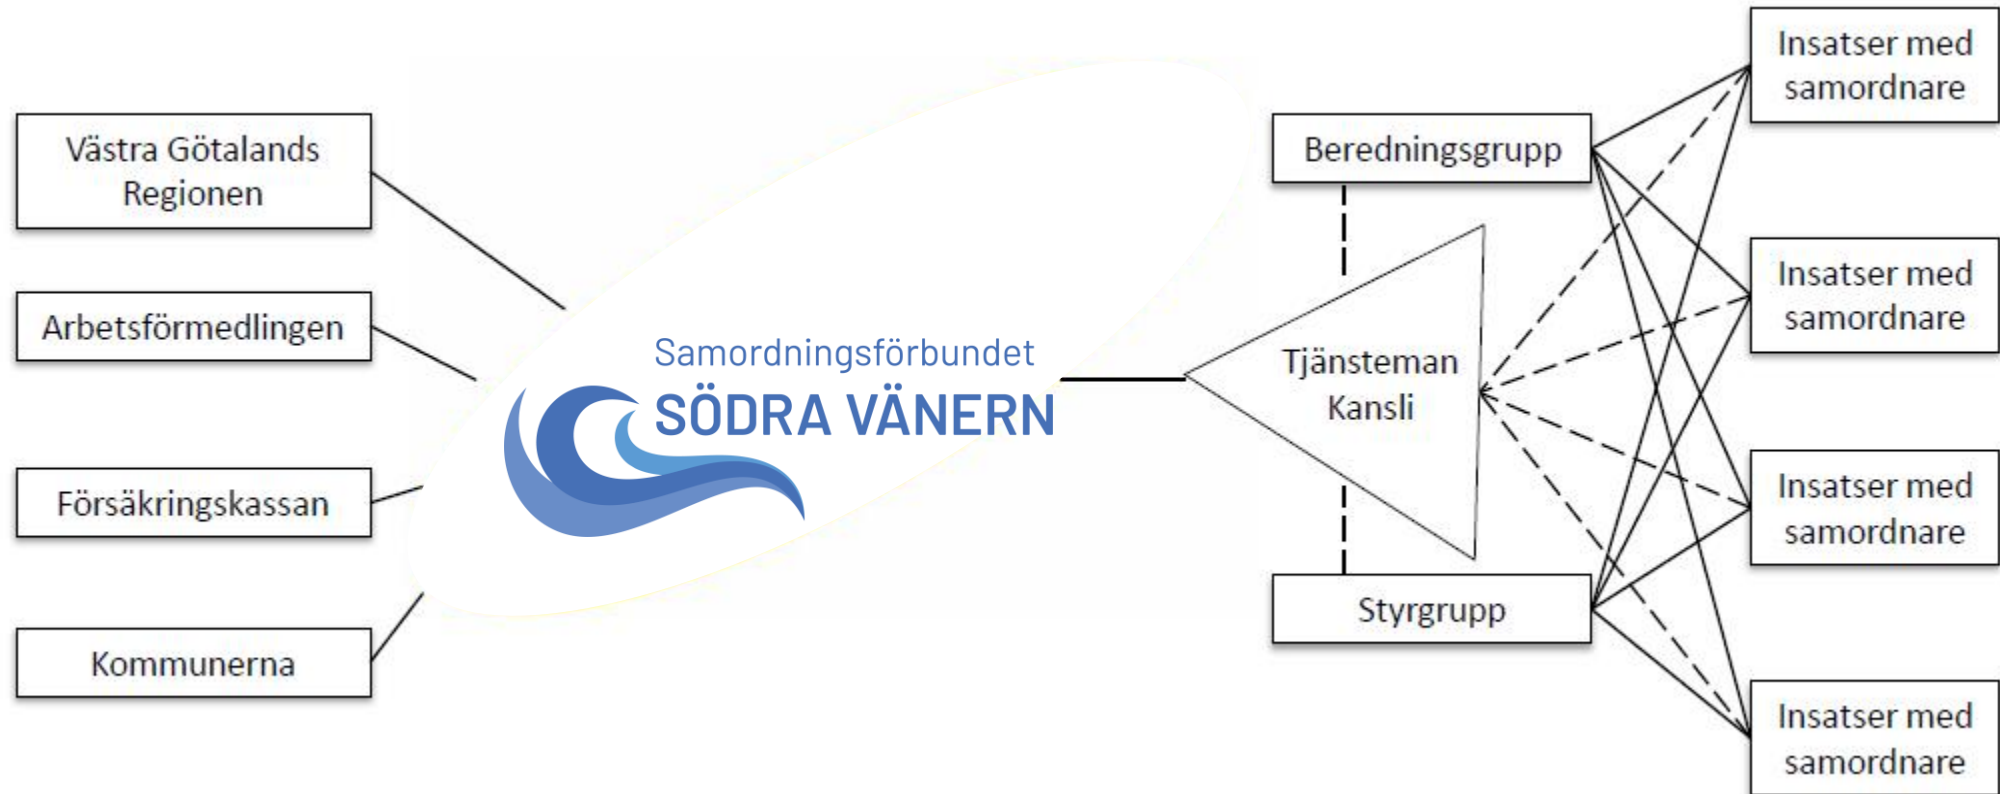 Västra Götalands
Regionen
Arbetsförmedlingen
Försäkringskassan
Kommunerna
Samordningsförbundet
SÖDRA VÄNERN
Beredningsgrupp
Tjänsteman
Kansli
Styrgrupp
Insatser med
samordnare
Insatser med
samordnare
Insatser med
samordnare
Insatser med
samordnare